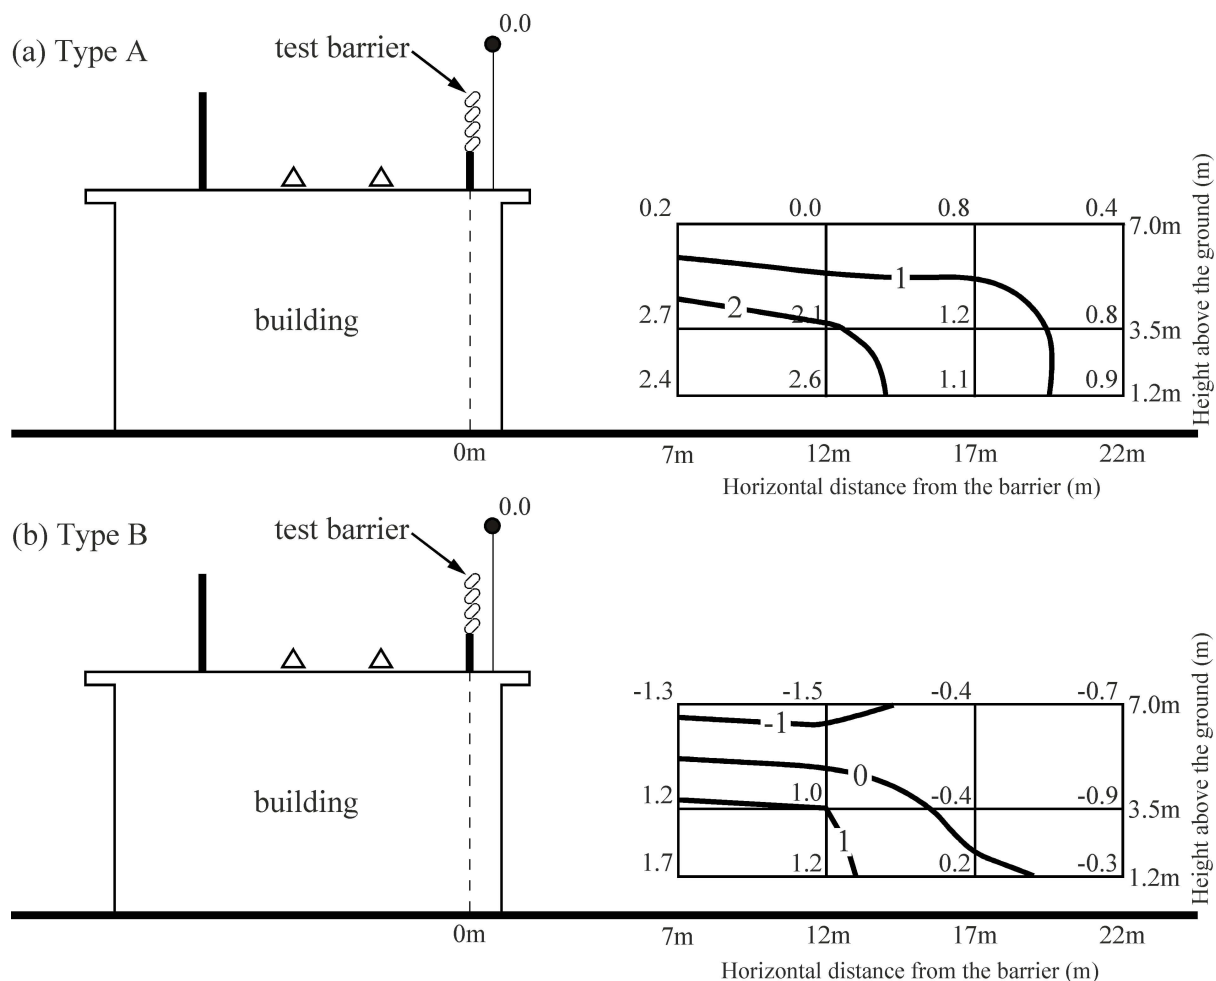 (a) Type A
test barrier
0.0
building
0.2 0.0 0.8 0.4
7.0m
1
2
2.7 2.1 1.2 0.8
3.5m
2.4 2.6 1.1 0.9
1.2m
Height above the ground (m)
0m 7m 12m 17m 22m
Horizontal distance from the barrier (m)
(b) Type B
test barrier
0.0
building
-1.3 -1.5 -0.4 -0.7
7.0m
-1
0
1.2 1.0 -0.4 -0.9
3.5m
1
1.7 1.2 0.2 -0.3
1.2m
Height above the ground (m)
0m 7m 12m 17m 22m
Horizontal distance from the barrier (m)